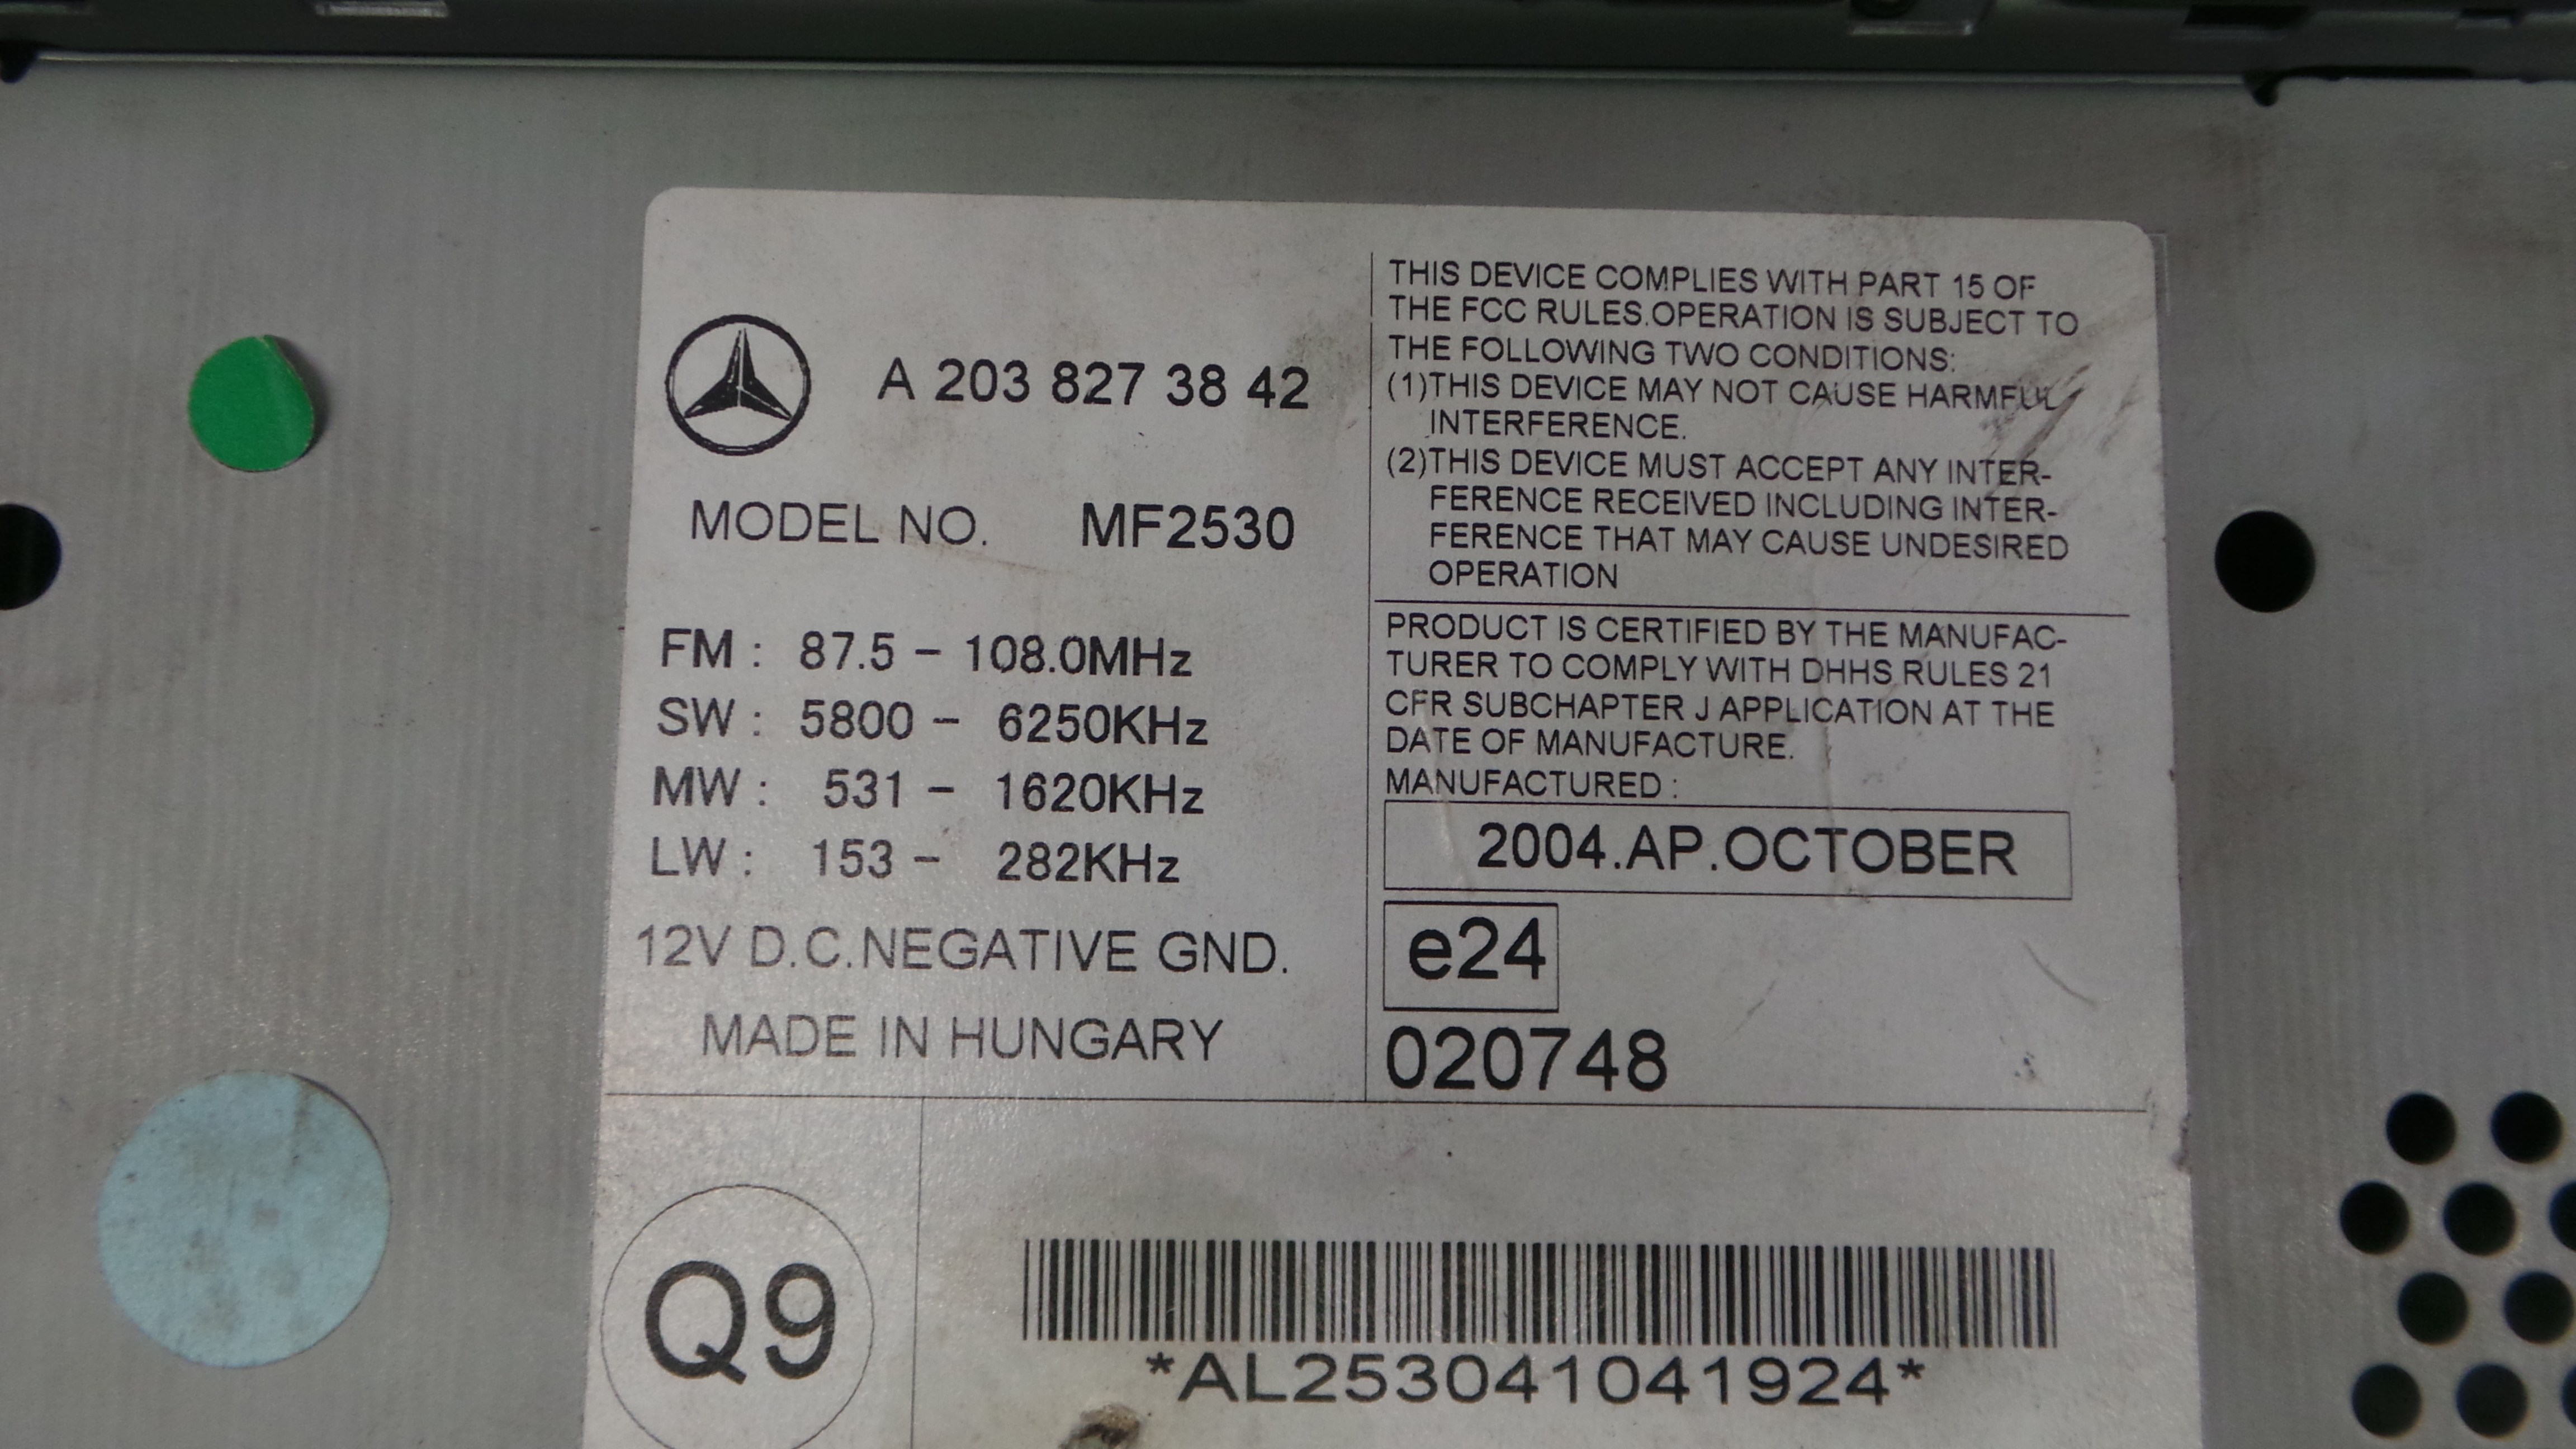 A 203 827 38 42
MODEL NO. MF2530
FM : 87.5 – 108.0MHz
SW : 5800 – 6250KHz
MW : 531 – 1620KHz
LW : 153 – 282KHz
12V D.C.NEGATIVE GND.
MADE IN HUNGARY
THIS DEVICE COMPLIES WITH PART 15 OF
THE FCC RULES.OPERATION IS SUBJECT TO
THE FOLLOWING TWO CONDITIONS:
(1)THIS DEVICE MAY NOT CAUSE HARMFUL
INTERFERENCE.
(2)THIS DEVICE MUST ACCEPT ANY INTER-
FERENCE RECEIVED INCLUDING INTER-
FERENCE THAT MAY CAUSE UNDESIRED
OPERATION
PRODUCT IS CERTIFIED BY THE MANUFAC-
TURER TO COMPLY WITH DHHS RULES 21
CFR SUBCHAPTER J APPLICATION AT THE
DATE OF MANUFACTURE.
MANUFACTURED :
2004.AP.OCTOBER
e24
020748
Q9
*AL253041041924*